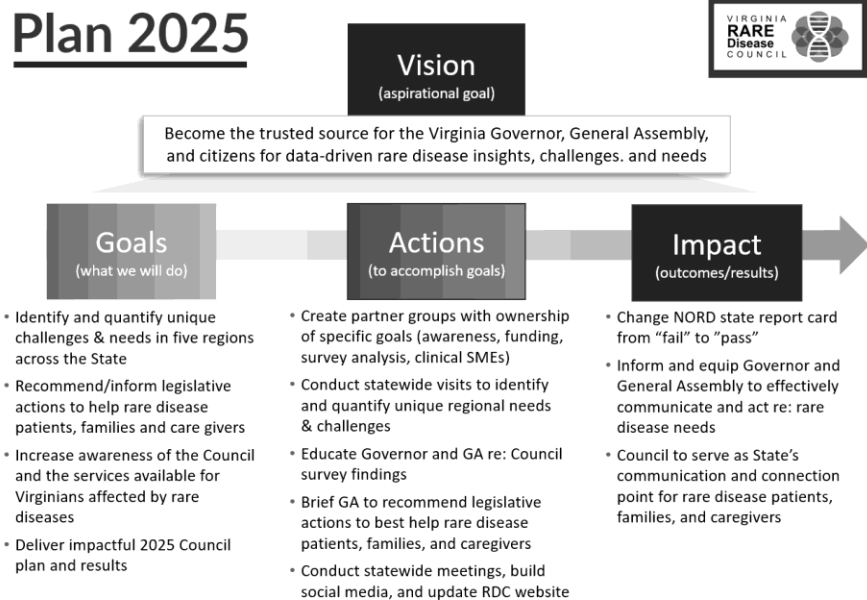 Plan 2025
VIRGINIA
RARE
Disease
COUNCIL
Vision
(aspirational goal)
Become the trusted source for the Virginia Governor, General Assembly,
and citizens for data-driven rare disease insights, challenges. and needs
Goals
(what we will do)
• Identify and quantify unique
challenges & needs in five regions
across the State
• Recommend/inform legislative
actions to help rare disease
patients, families and care givers
• Increase awareness of the Council
and the services available for
Virginians affected by rare
diseases
• Deliver impactful 2025 Council
plan and results
Actions
(to accomplish goals)
• Create partner groups with ownership
of specific goals (awareness, funding,
survey analysis, clinical SMEs)
• Conduct statewide visits to identify
and quantify unique regional needs
& challenges
• Educate Governor and GA re: Council
survey findings
• Brief GA to recommend legislative
actions to best help rare disease
patients, families, and caregivers
• Conduct statewide meetings, build
social media, and update RDC website
Impact
(outcomes/results)
• Change NORD state report card
from “fail” to ”pass”
• Inform and equip Governor and
General Assembly to effectively
communicate and act re: rare
disease needs
• Council to serve as State’s
communication and connection
point for rare disease patients,
families, and caregivers